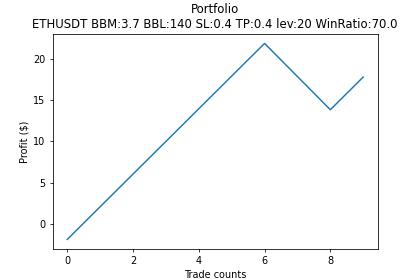 Portfolio
ETHUSDT BBM:3.7 BBL:140 SL:0.4 TP:0.4 lev:20 WinRatio:70.0
20
15
10
5
0
Profit ($)
0 2 4 6 8
Trade counts